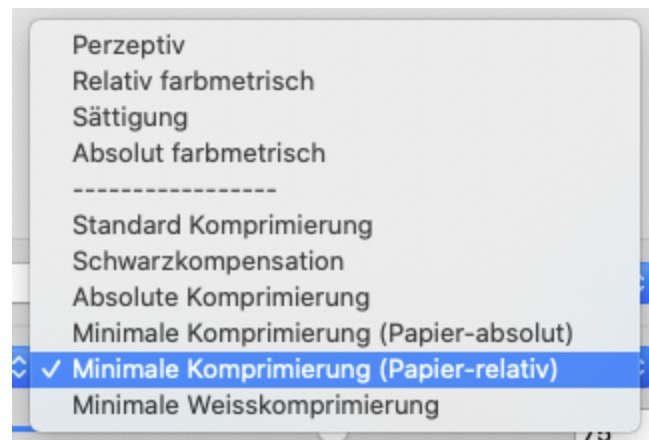 Perzeptiv
Relativ farbmetrisch
Sättigung
Absolut farbmetrisch
-----------------
Standard Komprimierung
Schwarzkompensation
Absolute Komprimierung
Minimale Komprimierung (Papier-absolut)
✓ Minimale Komprimierung (Papier-relativ)
Minimale Weisskomprimierung
75